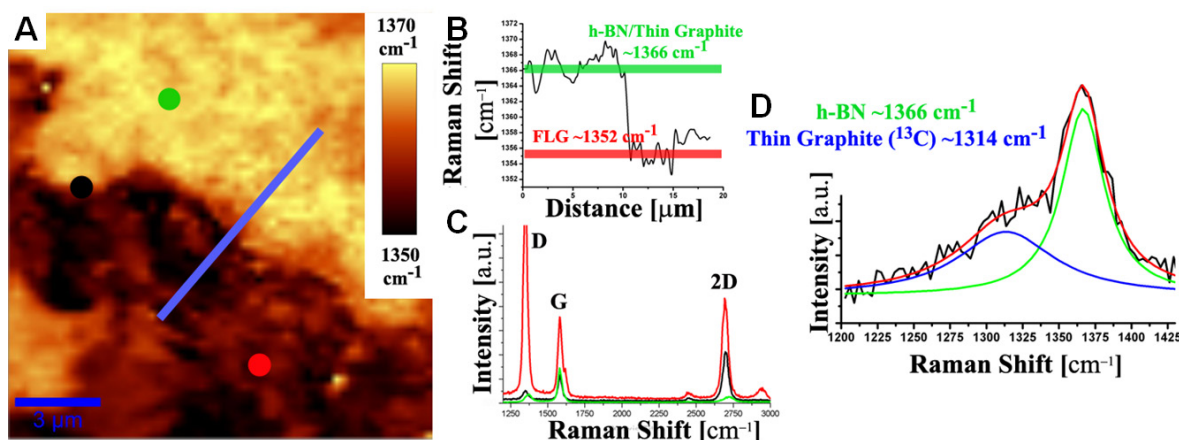 A
1370
cm⁻¹
1350
cm⁻¹
3 µm
B
Raman Shift
[cm⁻¹]
1372
1370
1368
1366
1364
1362
1360
1358
1356
1354
1352
h-BN/Thin Graphite
~1366 cm⁻¹
FLG ~1352 cm⁻¹
0
5
10
15
20
Distance [µm]
C
Intensity [a.u.]
D
G
2D
1250
1500
1750
2000
2250
2500
2750
3000
Raman Shift [cm⁻¹]
D
h-BN ~1366 cm⁻¹
Thin Graphite (¹³C) ~1314 cm⁻¹
Intensity [a.u.]
1200
1225
1250
1275
1300
1325
1350
1375
1400
1425
Raman Shift [cm⁻¹]